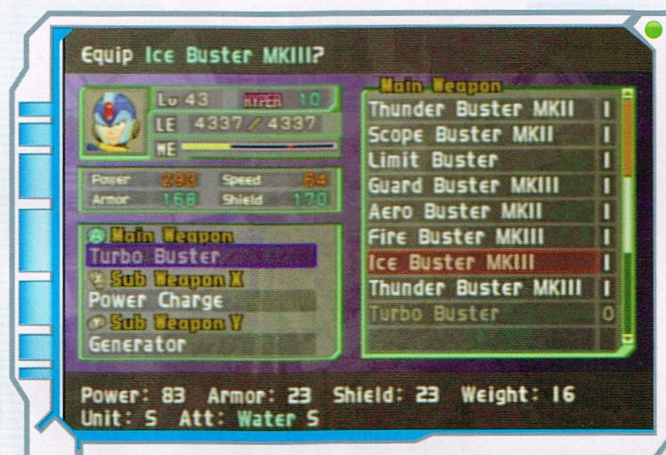 Equip Ice Buster MKIII?
Lv 43 HYPER 10
LE 4337 / 4337
WE
Power 293 Speed 64
Armor 168 Shield 170
A Main Weapon
Turbo Buster
X Sub Weapon X
Power Charge
Y Sub Weapon Y
Generator
Main Weapon
Thunder Buster MKII 1
Scope Buster MKII 1
Limit Buster 1
Guard Buster MKIII 1
Aero Buster MKII 1
Fire Buster MKIII 1
Ice Buster MKIII 1
Thunder Buster MKIII 1
Turbo Buster 0
Power: 83 Armor: 23 Shield: 23 Weight: 16
Unit: S Att: Water S